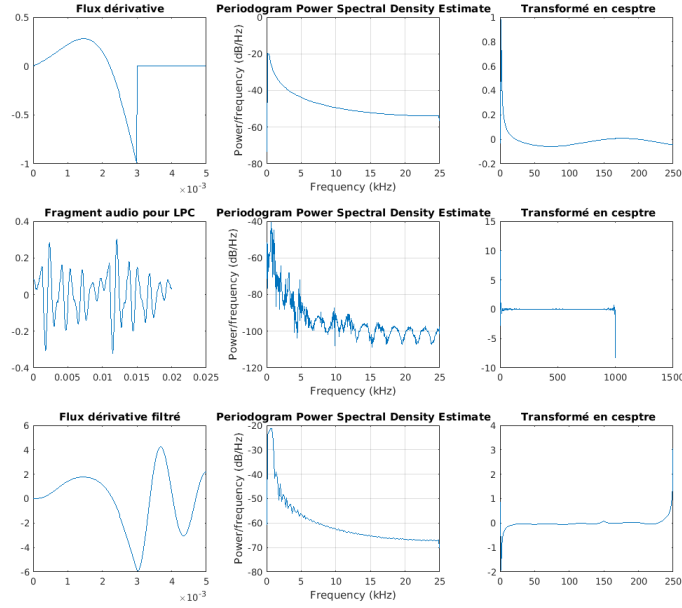 Flux dérivative
0.5
0
-0.5
-1
0 1 2 3 4 5
×10⁻³
Periodogram Power Spectral Density Estimate
Power/frequency (dB/Hz)
0
-20
-40
-60
-80
0 5 10 15 20 25
Frequency (kHz)
Transformé en cesptre
1
0.8
0.6
0.4
0.2
0
-0.2
0 50 100 150 200 250
Fragment audio pour LPC
0.4
0.2
0
-0.2
-0.4
0 0.005 0.01 0.015 0.02 0.025
Periodogram Power Spectral Density Estimate
Power/frequency (dB/Hz)
-40
-60
-80
-100
-120
0 5 10 15 20 25
Frequency (kHz)
Transformé en cesptre
15
10
5
0
-5
-10
0 500 1000 1500
Flux dérivative filtré
6
4
2
0
-2
-4
-6
0 1 2 3 4 5
×10⁻³
Periodogram Power Spectral Density Estimate
Power/frequency (dB/Hz)
-20
-30
-40
-50
-60
-70
-80
0 5 10 15 20 25
Frequency (kHz)
Transformé en cesptre
4
3
2
1
0
-1
-2
0 50 100 150 200 250